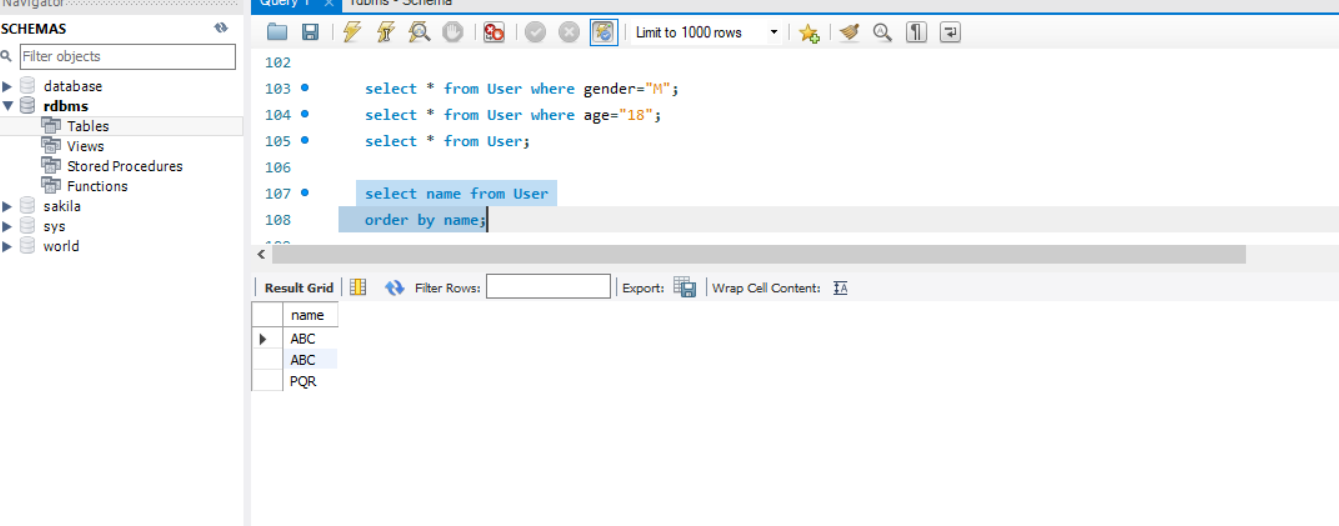 Navigator
Query 1 × rdbms - Schema
SCHEMAS
Filter objects
database
rdbms
Tables
Views
Stored Procedures
Functions
sakila
sys
world
Limit to 1000 rows
102
103 select * from User where gender="M";
104 select * from User where age="18";
105 select * from User;
106
107 select name from User
108 order by name;
Result Grid Filter Rows: Export: Wrap Cell Content:
name
ABC
ABC
PQR